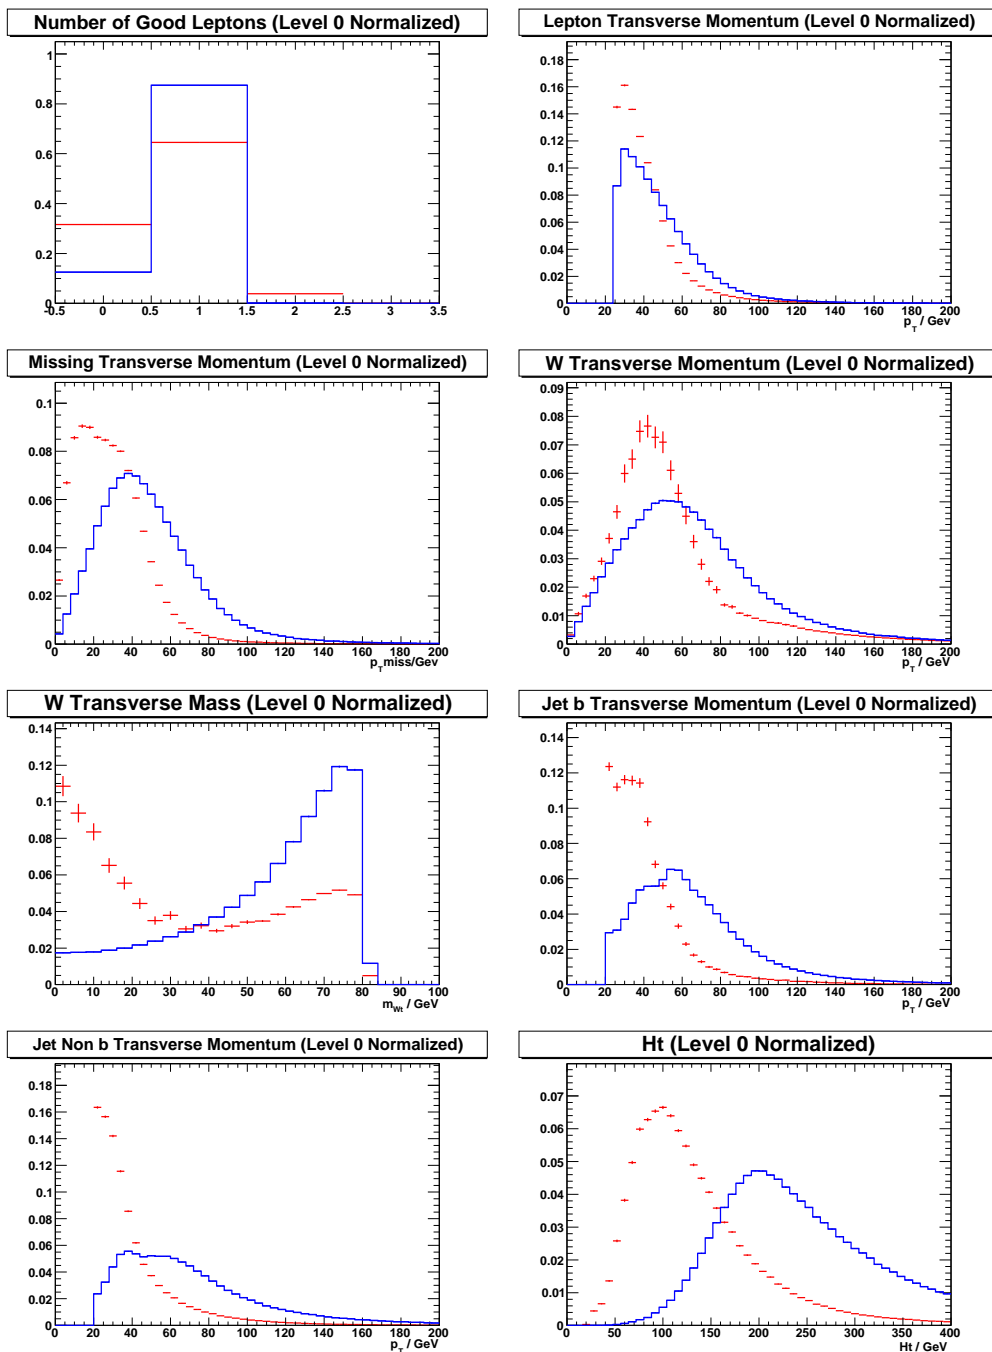 Number of Good Leptons (Level 0 Normalized)
1
0.8
0.6
0.4
0.2
0
-0.5 0 0.5 1 1.5 2 2.5 3 3.5
Lepton Transverse Momentum (Level 0 Normalized)
0.18
0.16
0.14
0.12
0.1
0.08
0.06
0.04
0.02
0
0 20 40 60 80 100 120 140 160 180 200
p_T / Gev
Missing Transverse Momentum (Level 0 Normalized)
0.1
0.08
0.06
0.04
0.02
0
0 20 40 60 80 100 120 140 160 180 200
p_T miss/Gev
W Transverse Momentum (Level 0 Normalized)
0.09
0.08
0.07
0.06
0.05
0.04
0.03
0.02
0.01
0
0 20 40 60 80 100 120 140 160 180 200
p_T / GeV
W Transverse Mass (Level 0 Normalized)
0.14
0.12
0.1
0.08
0.06
0.04
0.02
0
0 10 20 30 40 50 60 70 80 90 100
m_Wt / GeV
Jet b Transverse Momentum (Level 0 Normalized)
0.14
0.12
0.1
0.08
0.06
0.04
0.02
0
0 20 40 60 80 100 120 140 160 180 200
p_T / GeV
Jet Non b Transverse Momentum (Level 0 Normalized)
0.18
0.16
0.14
0.12
0.1
0.08
0.06
0.04
0.02
0
0 20 40 60 80 100 120 140 160 180 200
p_T / GeV
Ht (Level 0 Normalized)
0.07
0.06
0.05
0.04
0.03
0.02
0.01
0
0 50 100 150 200 250 300 350 400
Ht / GeV